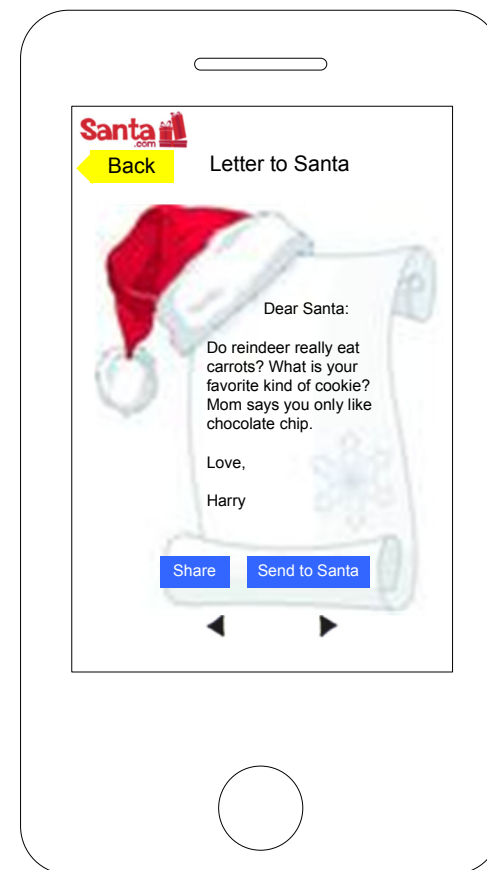 Santa
.com
Back
Letter to Santa
Dear Santa:
Do reindeer really eat
carrots? What is your
favorite kind of cookie?
Mom says you only like
chocolate chip.
Love,
Harry
Share
Send to Santa